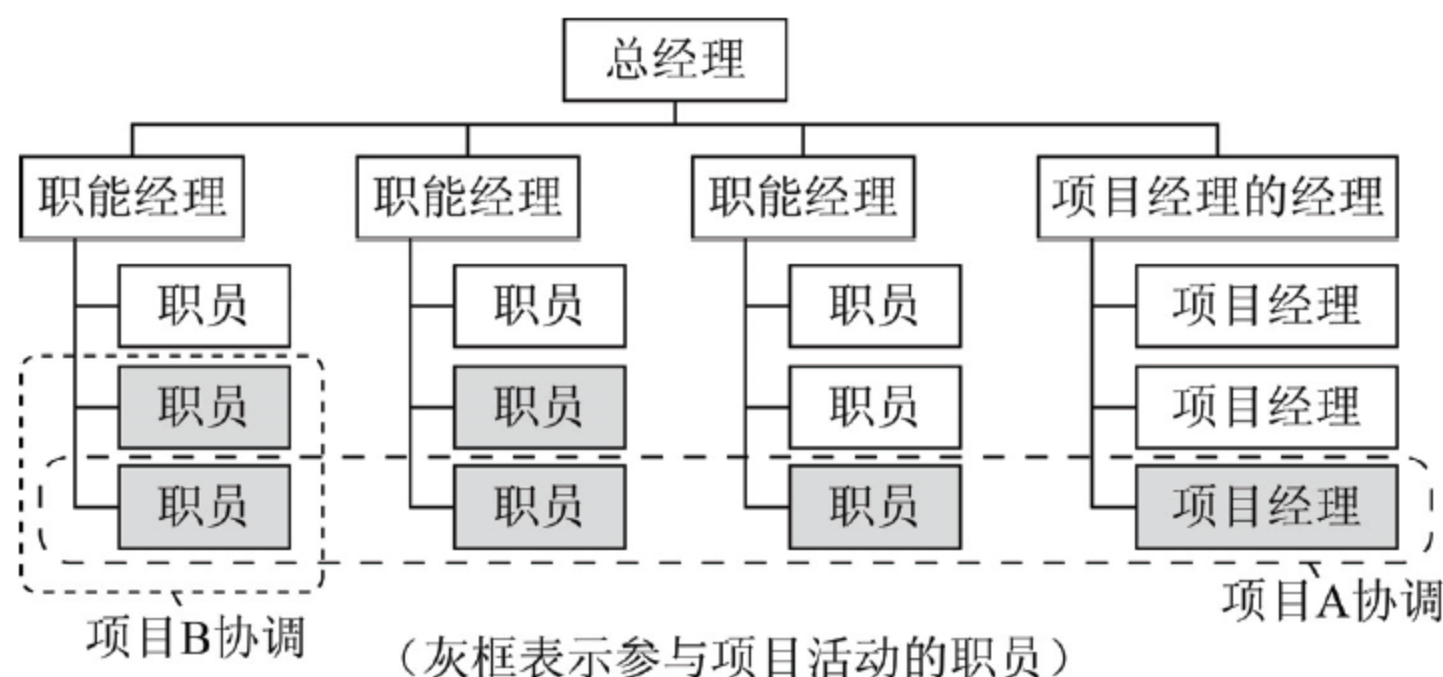 总经理
职能经理 职能经理 职能经理 项目经理的经理
职员 职员 职员 项目经理
职员 职员 职员 项目经理
职员 职员 职员 项目经理
项目A协调
项目B协调
（灰框表示参与项目活动的职员）